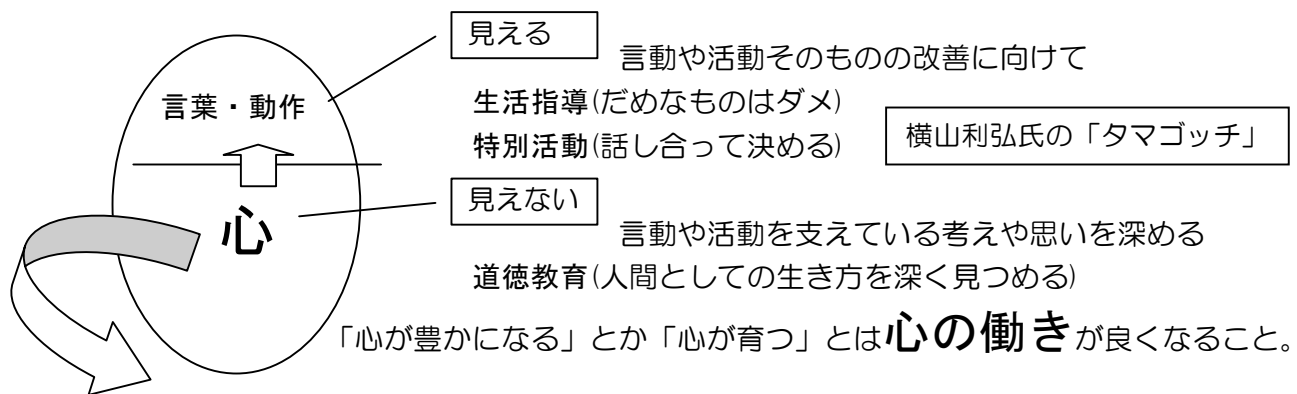 見える
言動や活動そのものの改善に向けて
言葉・動作
生活指導(だめなものはダメ)
特別活動(話し合って決める)
横山利弘氏の「タマゴッチ」
見えない
心
言動や活動を支えている考えや思いを深める
道徳教育(人間としての生き方を深く見つめる)
「心が豊かになる」とか「心が育つ」とは心の働きが良くなること。